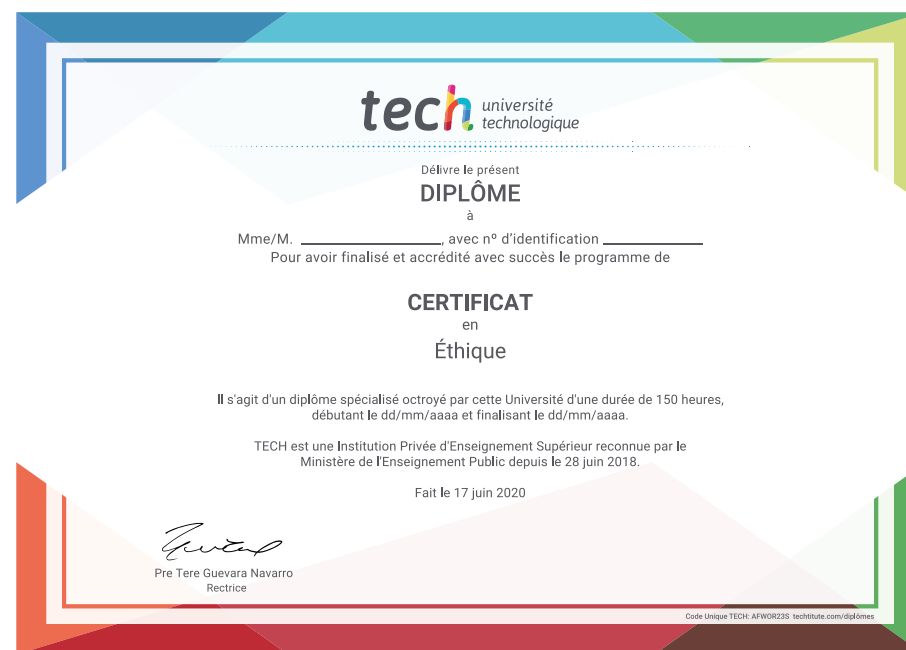 tech université
technologique
Délivre le présent
DIPLÔME
à
Mme/M. ____________________, avec nº d'identification ______________
Pour avoir finalisé et accrédité avec succès le programme de
CERTIFICAT
en
Éthique
Il s'agit d'un diplôme spécialisé octroyé par cette Université d'une durée de 150 heures,
débutant le dd/mm/aaaa et finalisant le dd/mm/aaaa.
TECH est une Institution Privée d'Enseignement Supérieur reconnue par le
Ministère de l'Enseignement Public depuis le 28 juin 2018.
Fait le 17 juin 2020
Pre Tere Guevara Navarro
Rectrice
Code Unique TECH: AFWOR23S techtitute.com/diplômes